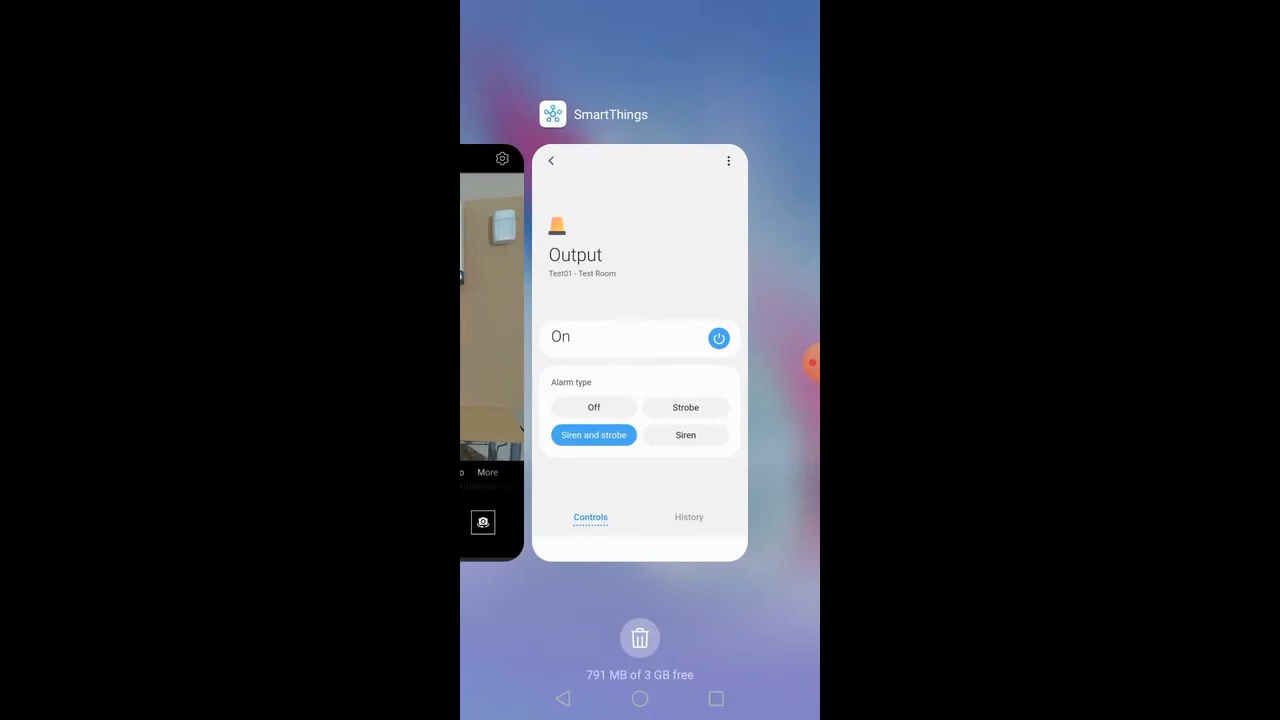 SmartThings
Output
Test01 - Test Room
On
Alarm type
Off
Strobe
Siren and strobe
Siren
More
Controls
History
791 MB of 3 GB free